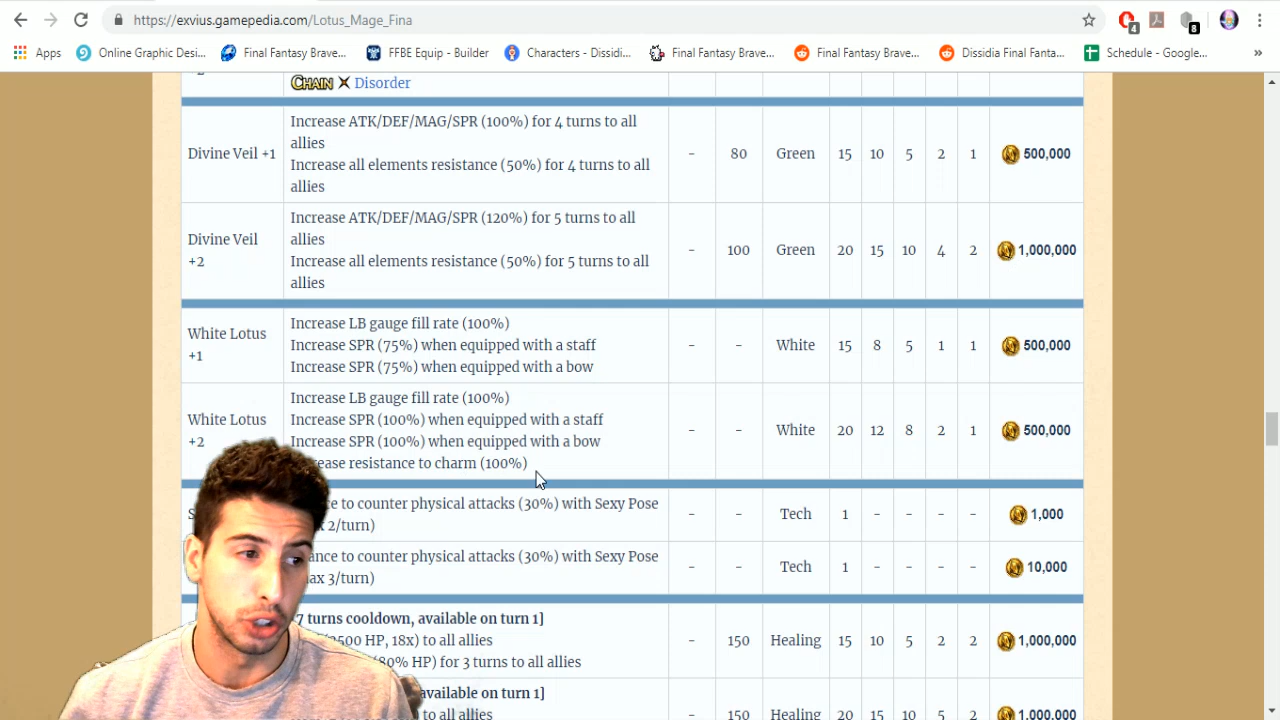 https://exvius.gamepedia.com/Lotus_Mage_Fina
4
8
Apps
Online Graphic Desi...
Final Fantasy Brave...
FFBE Equip - Builder
Characters - Dissidi...
Final Fantasy Brave...
Final Fantasy Brave...
Dissidia Final Fanta...
Schedule - Google...
»
CHAIN Disorder
Divine Veil +1
Increase ATK/DEF/MAG/SPR (100%) for 4 turns to all
allies
Increase all elements resistance (50%) for 4 turns to all
allies
- 80 Green 15 10 5 2 1 500,000
Divine Veil
+2
Increase ATK/DEF/MAG/SPR (120%) for 5 turns to all
allies
Increase all elements resistance (50%) for 5 turns to all
allies
- 100 Green 20 15 10 4 2 1,000,000
White Lotus
+1
Increase LB gauge fill rate (100%)
Increase SPR (75%) when equipped with a staff
Increase SPR (75%) when equipped with a bow
- - White 15 8 5 1 1 500,000
White Lotus
+2
Increase LB gauge fill rate (100%)
Increase SPR (100%) when equipped with a staff
Increase SPR (100%) when equipped with a bow
resistance to charm (100%)
- - White 20 12 8 2 1 500,000
to counter physical attacks (30%) with Sexy Pose
2/turn)
- - Tech 1 - - - - 1,000
to counter physical attacks (30%) with Sexy Pose
3/turn)
- - Tech 1 - - - - 10,000
7 turns cooldown, available on turn 1]
HP, 18x) to all allies
HP) for 3 turns to all allies
- 150 Healing 15 10 5 2 2 1,000,000
available on turn 1]
to all allies
- 150 Healing 20 15 10 5 2 1,000,000